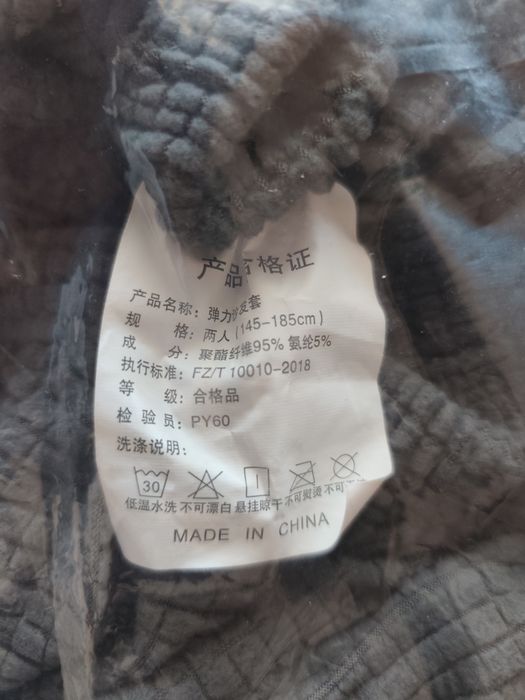 产品合格证
产品名称：弹力沙发套
规 格：两人 (145-185cm)
成 分：聚酯纤维95% 氨纶5%
执行标准：FZ/T 10010-2018
等 级：合格品
检 验 员：PY60
洗涤说明：
30
低温水洗 不可漂白 悬挂晾干 不可熨烫
MADE IN CHINA